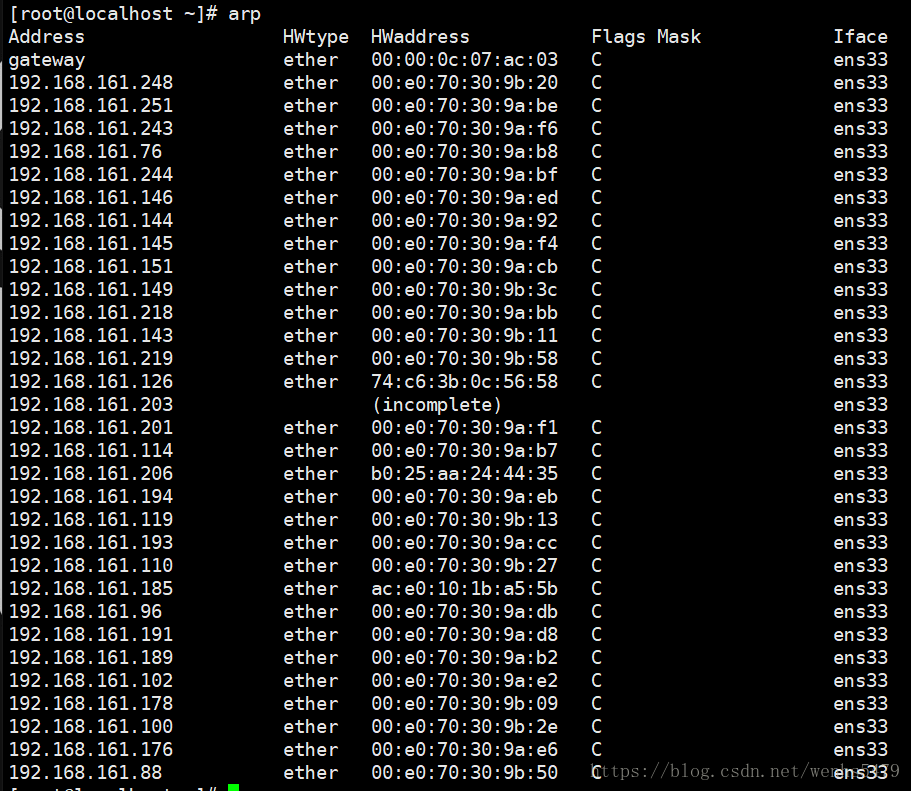 [root@localhost ~]# arp
Address                  HWtype  HWaddress           Flags Mask            Iface
gateway                  ether   00:00:0c:07:ac:03   C                     ens33
192.168.161.248          ether   00:e0:70:30:9b:20   C                     ens33
192.168.161.251          ether   00:e0:70:30:9a:be   C                     ens33
192.168.161.243          ether   00:e0:70:30:9a:f6   C                     ens33
192.168.161.76           ether   00:e0:70:30:9a:b8   C                     ens33
192.168.161.244          ether   00:e0:70:30:9a:bf   C                     ens33
192.168.161.146          ether   00:e0:70:30:9a:ed   C                     ens33
192.168.161.144          ether   00:e0:70:30:9a:92   C                     ens33
192.168.161.145          ether   00:e0:70:30:9a:f4   C                     ens33
192.168.161.151          ether   00:e0:70:30:9a:cb   C                     ens33
192.168.161.149          ether   00:e0:70:30:9b:3c   C                     ens33
192.168.161.218          ether   00:e0:70:30:9a:bb   C                     ens33
192.168.161.143          ether   00:e0:70:30:9b:11   C                     ens33
192.168.161.219          ether   00:e0:70:30:9b:58   C                     ens33
192.168.161.126          ether   74:c6:3b:0c:56:58   C                     ens33
192.168.161.203                  (incomplete)                              ens33
192.168.161.201          ether   00:e0:70:30:9a:f1   C                     ens33
192.168.161.114          ether   00:e0:70:30:9a:b7   C                     ens33
192.168.161.206          ether   b0:25:aa:24:44:35   C                     ens33
192.168.161.194          ether   00:e0:70:30:9a:eb   C                     ens33
192.168.161.119          ether   00:e0:70:30:9b:13   C                     ens33
192.168.161.193          ether   00:e0:70:30:9a:cc   C                     ens33
192.168.161.110          ether   00:e0:70:30:9b:27   C                     ens33
192.168.161.185          ether   ac:e0:10:1b:a5:5b   C                     ens33
192.168.161.96           ether   00:e0:70:30:9a:db   C                     ens33
192.168.161.191          ether   00:e0:70:30:9a:d8   C                     ens33
192.168.161.189          ether   00:e0:70:30:9a:b2   C                     ens33
192.168.161.102          ether   00:e0:70:30:9a:e2   C                     ens33
192.168.161.178          ether   00:e0:70:30:9b:09   C                     ens33
192.168.161.100          ether   00:e0:70:30:9b:2e   C                     ens33
192.168.161.176          ether   00:e0:70:30:9a:e6   C                     ens33
192.168.161.88           ether   00:e0:70:30:9b:50   C                     ens33